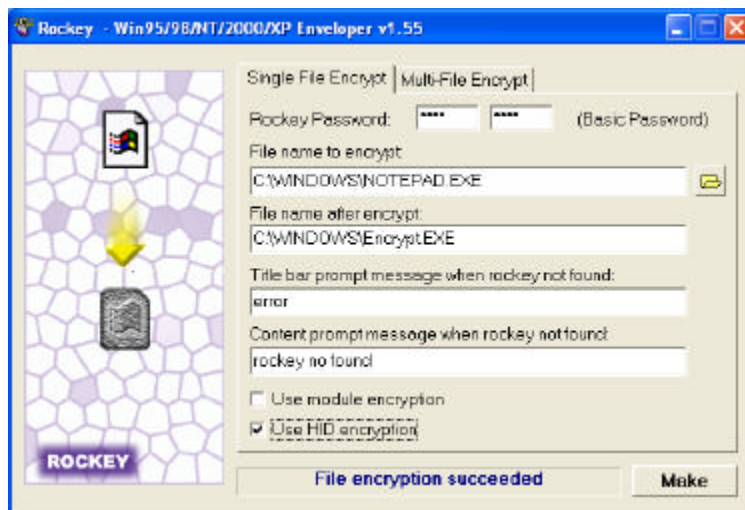 Rockey - Win95/98/NT/2000/XP Enveloper v1.55
Single File Encrypt Multi-File Encrypt
Rockey Password: **** **** (Basic Password)
File name to encrypt:
C:\WINDOWS\NOTEPAD.EXE
File name after encrypt:
C:\WINDOWS\Encrypt.EXE
Title bar prompt message when rockey not found:
error
Content prompt message when rockey not found:
rockey no found
Use module encryption
Use HID encryption
ROCKEY
File encryption succeeded Make